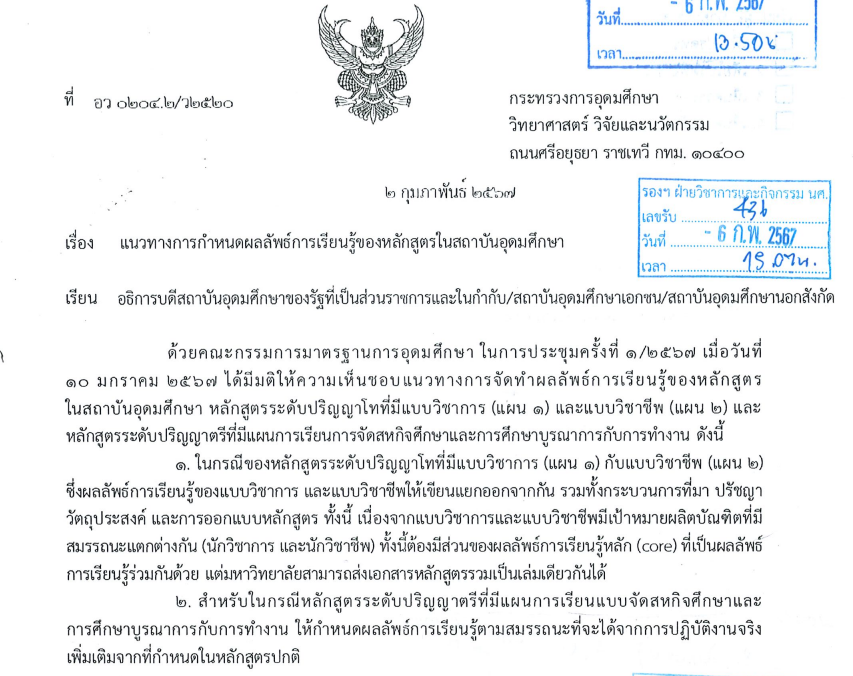 - 6 ก.พ. 2567
วันที่
เวลา 13.50 น
ที่ อว ๐๒๐๔.๒/ว๒๕๒๐
กระทรวงการอุดมศึกษา
วิทยาศาสตร์ วิจัยและนวัตกรรม
ถนนศรีอยุธยา ราชเทวี กทม. ๑๐๔๐๐
๒ กุมภาพันธ์ ๒๕๖๗
รองฯ ฝ่ายวิชาการและกิจกรรม นศ.
เลขรับ 436
วันที่ - 6 ก.พ. 2567
เวลา
เรื่อง แนวทางการกำหนดผลลัพธ์การเรียนรู้ของหลักสูตรในสถาบันอุดมศึกษา
เรียน อธิการบดีสถาบันอุดมศึกษาของรัฐที่เป็นส่วนราชการและในกำกับ/สถาบันอุดมศึกษาเอกชน/สถาบันอุดมศึกษานอกสังกัด
ด้วยคณะกรรมการมาตรฐานการอุดมศึกษา ในการประชุมครั้งที่ ๑/๒๕๖๗ เมื่อวันที่
๑๐ มกราคม ๒๕๖๗ ได้มีมติให้ความเห็นชอบแนวทางการจัดทำผลลัพธ์การเรียนรู้ของหลักสูตร
ในสถาบันอุดมศึกษา หลักสูตรระดับปริญญาโทที่มีแบบวิชาการ (แผน ๑) และแบบวิชาชีพ (แผน ๒) และ
หลักสูตรระดับปริญญาตรีที่มีแผนการเรียนการจัดสหกิจศึกษาและการศึกษาบูรณาการกับการทำงาน ดังนี้
๑. ในกรณีของหลักสูตรระดับปริญญาโทที่มีแบบวิชาการ (แผน ๑) กับแบบวิชาชีพ (แผน ๒)
ซึ่งผลลัพธ์การเรียนรู้ของแบบวิชาการ และแบบวิชาชีพให้เขียนแยกออกจากกัน รวมทั้งกระบวนการที่มา ปรัชญา
วัตถุประสงค์ และการออกแบบหลักสูตร ทั้งนี้ เนื่องจากแบบวิชาการและแบบวิชาชีพมีเป้าหมายผลิตบัณฑิตที่มี
สมรรถนะแตกต่างกัน (นักวิชาการ และนักวิชาชีพ) ทั้งนี้ต้องมีส่วนของผลลัพธ์การเรียนรู้หลัก (core) ที่เป็นผลลัพธ์
การเรียนรู้ร่วมกันด้วย แต่มหาวิทยาลัยสามารถส่งเอกสารหลักสูตรรวมเป็นเล่มเดียวกันได้
๒. สำหรับในกรณีหลักสูตรระดับปริญญาตรีที่มีแผนการเรียนแบบจัดสหกิจศึกษาและ
การศึกษาบูรณาการกับการทำงาน ให้กำหนดผลลัพธ์การเรียนรู้ตามสมรรถนะที่จะได้จากการปฏิบัติงานจริง
เพิ่มเติมจากที่กำหนดในหลักสูตรปกติ